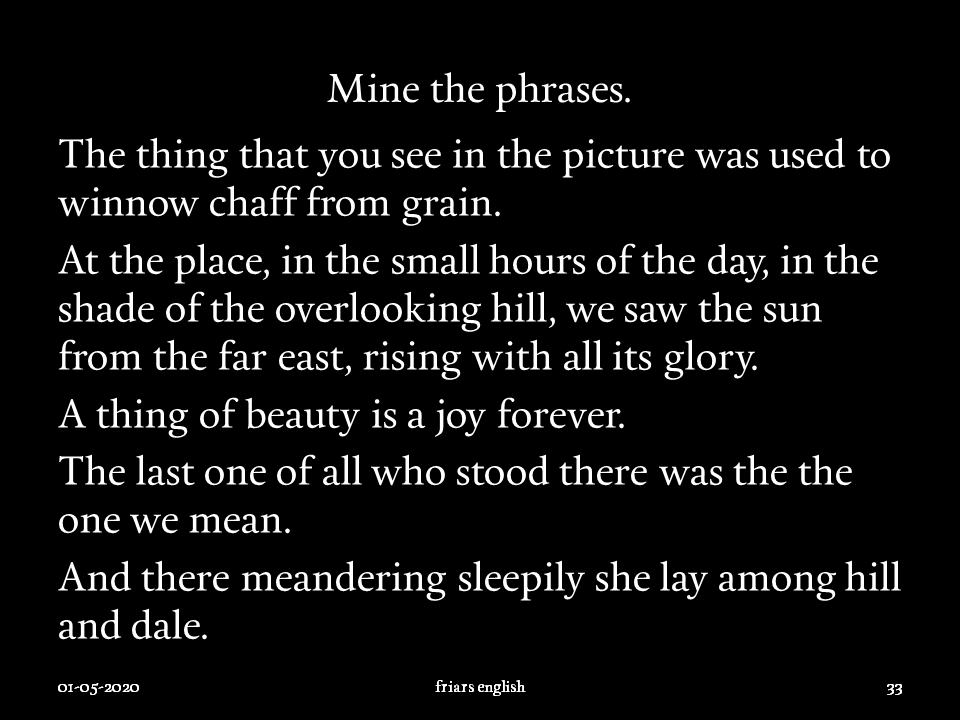 Mine the phrases.
The thing that you see in the picture was used to
winnow chaff from grain.
At the place, in the small hours of the day, in the
shade of the overlooking hill, we saw the sun
from the far east, rising with all its glory.
A thing of beauty is a joy forever.
The last one of all who stood there was the the
one we mean.
And there meandering sleepily she lay among hill
and dale.
01-05-2020 friars english 33